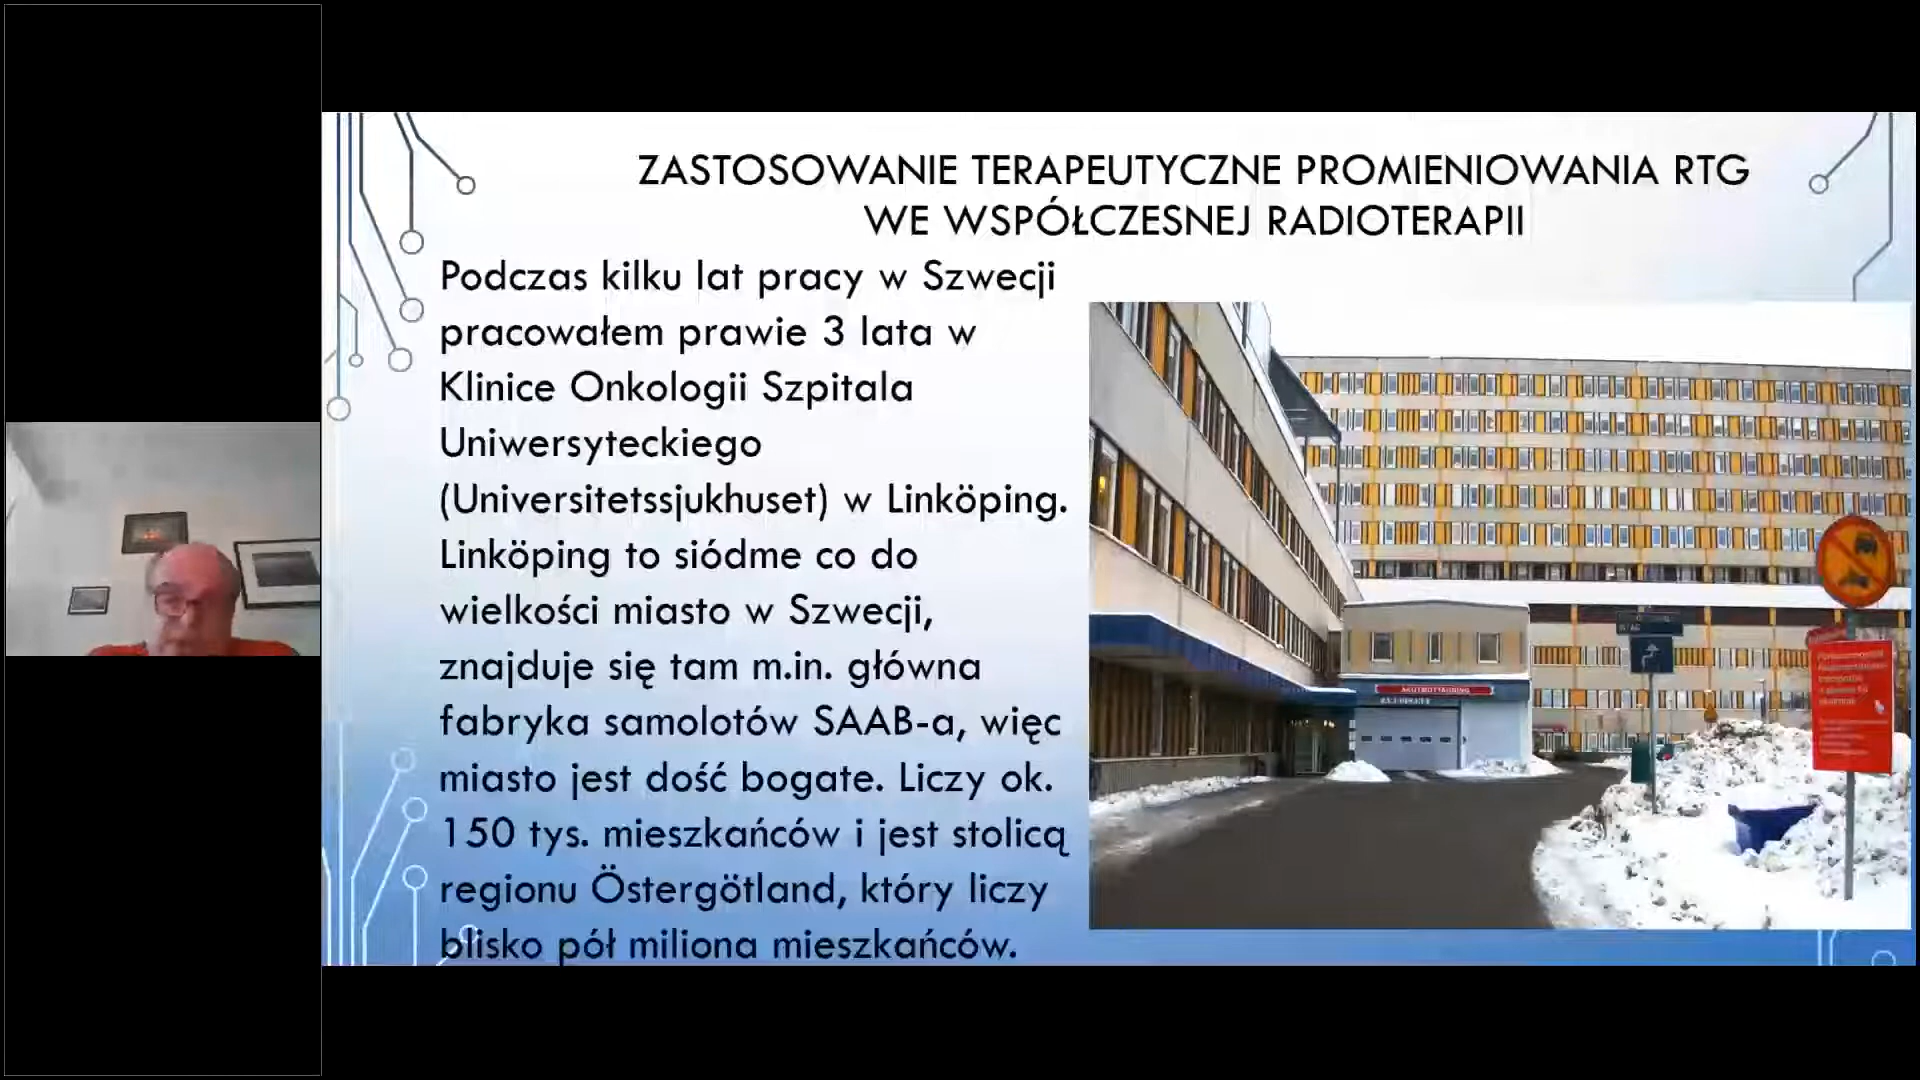 ZASTOSOWANIE TERAPEUTYCZNE PROMIENIOWANIA RTG
WE WSPÓŁCZESNEJ RADIOTERAPII
Podczas kilku lat pracy w Szwecji
pracowałem prawie 3 lata w
Klinice Onkologii Szpitala
Uniwersyteckiego
(Universitetssjukhuset) w Linköping.
Linköping to siódme co do
wielkości miasto w Szwecji,
znajduje się tam m.in. główna
fabryka samolotów SAAB-a, więc
miasto jest dość bogate. Liczy ok.
150 tys. mieszkańców i jest stolicą
regionu Östergötland, który liczy
blisko pół miliona mieszkańców.
AKUTMOTTAGNING